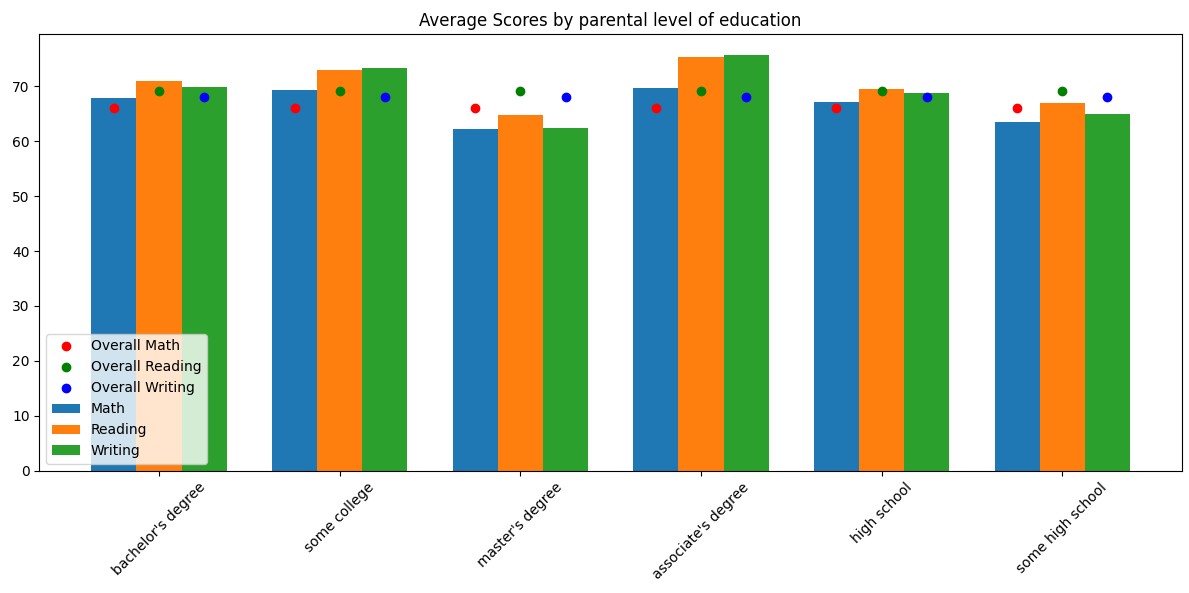 Average Scores by parental level of education
70
60
50
40
30
20
10
0
Overall Math
Overall Reading
Overall Writing
Math
Reading
Writing
bachelor's degree
some college
master's degree
associate's degree
high school
some high school